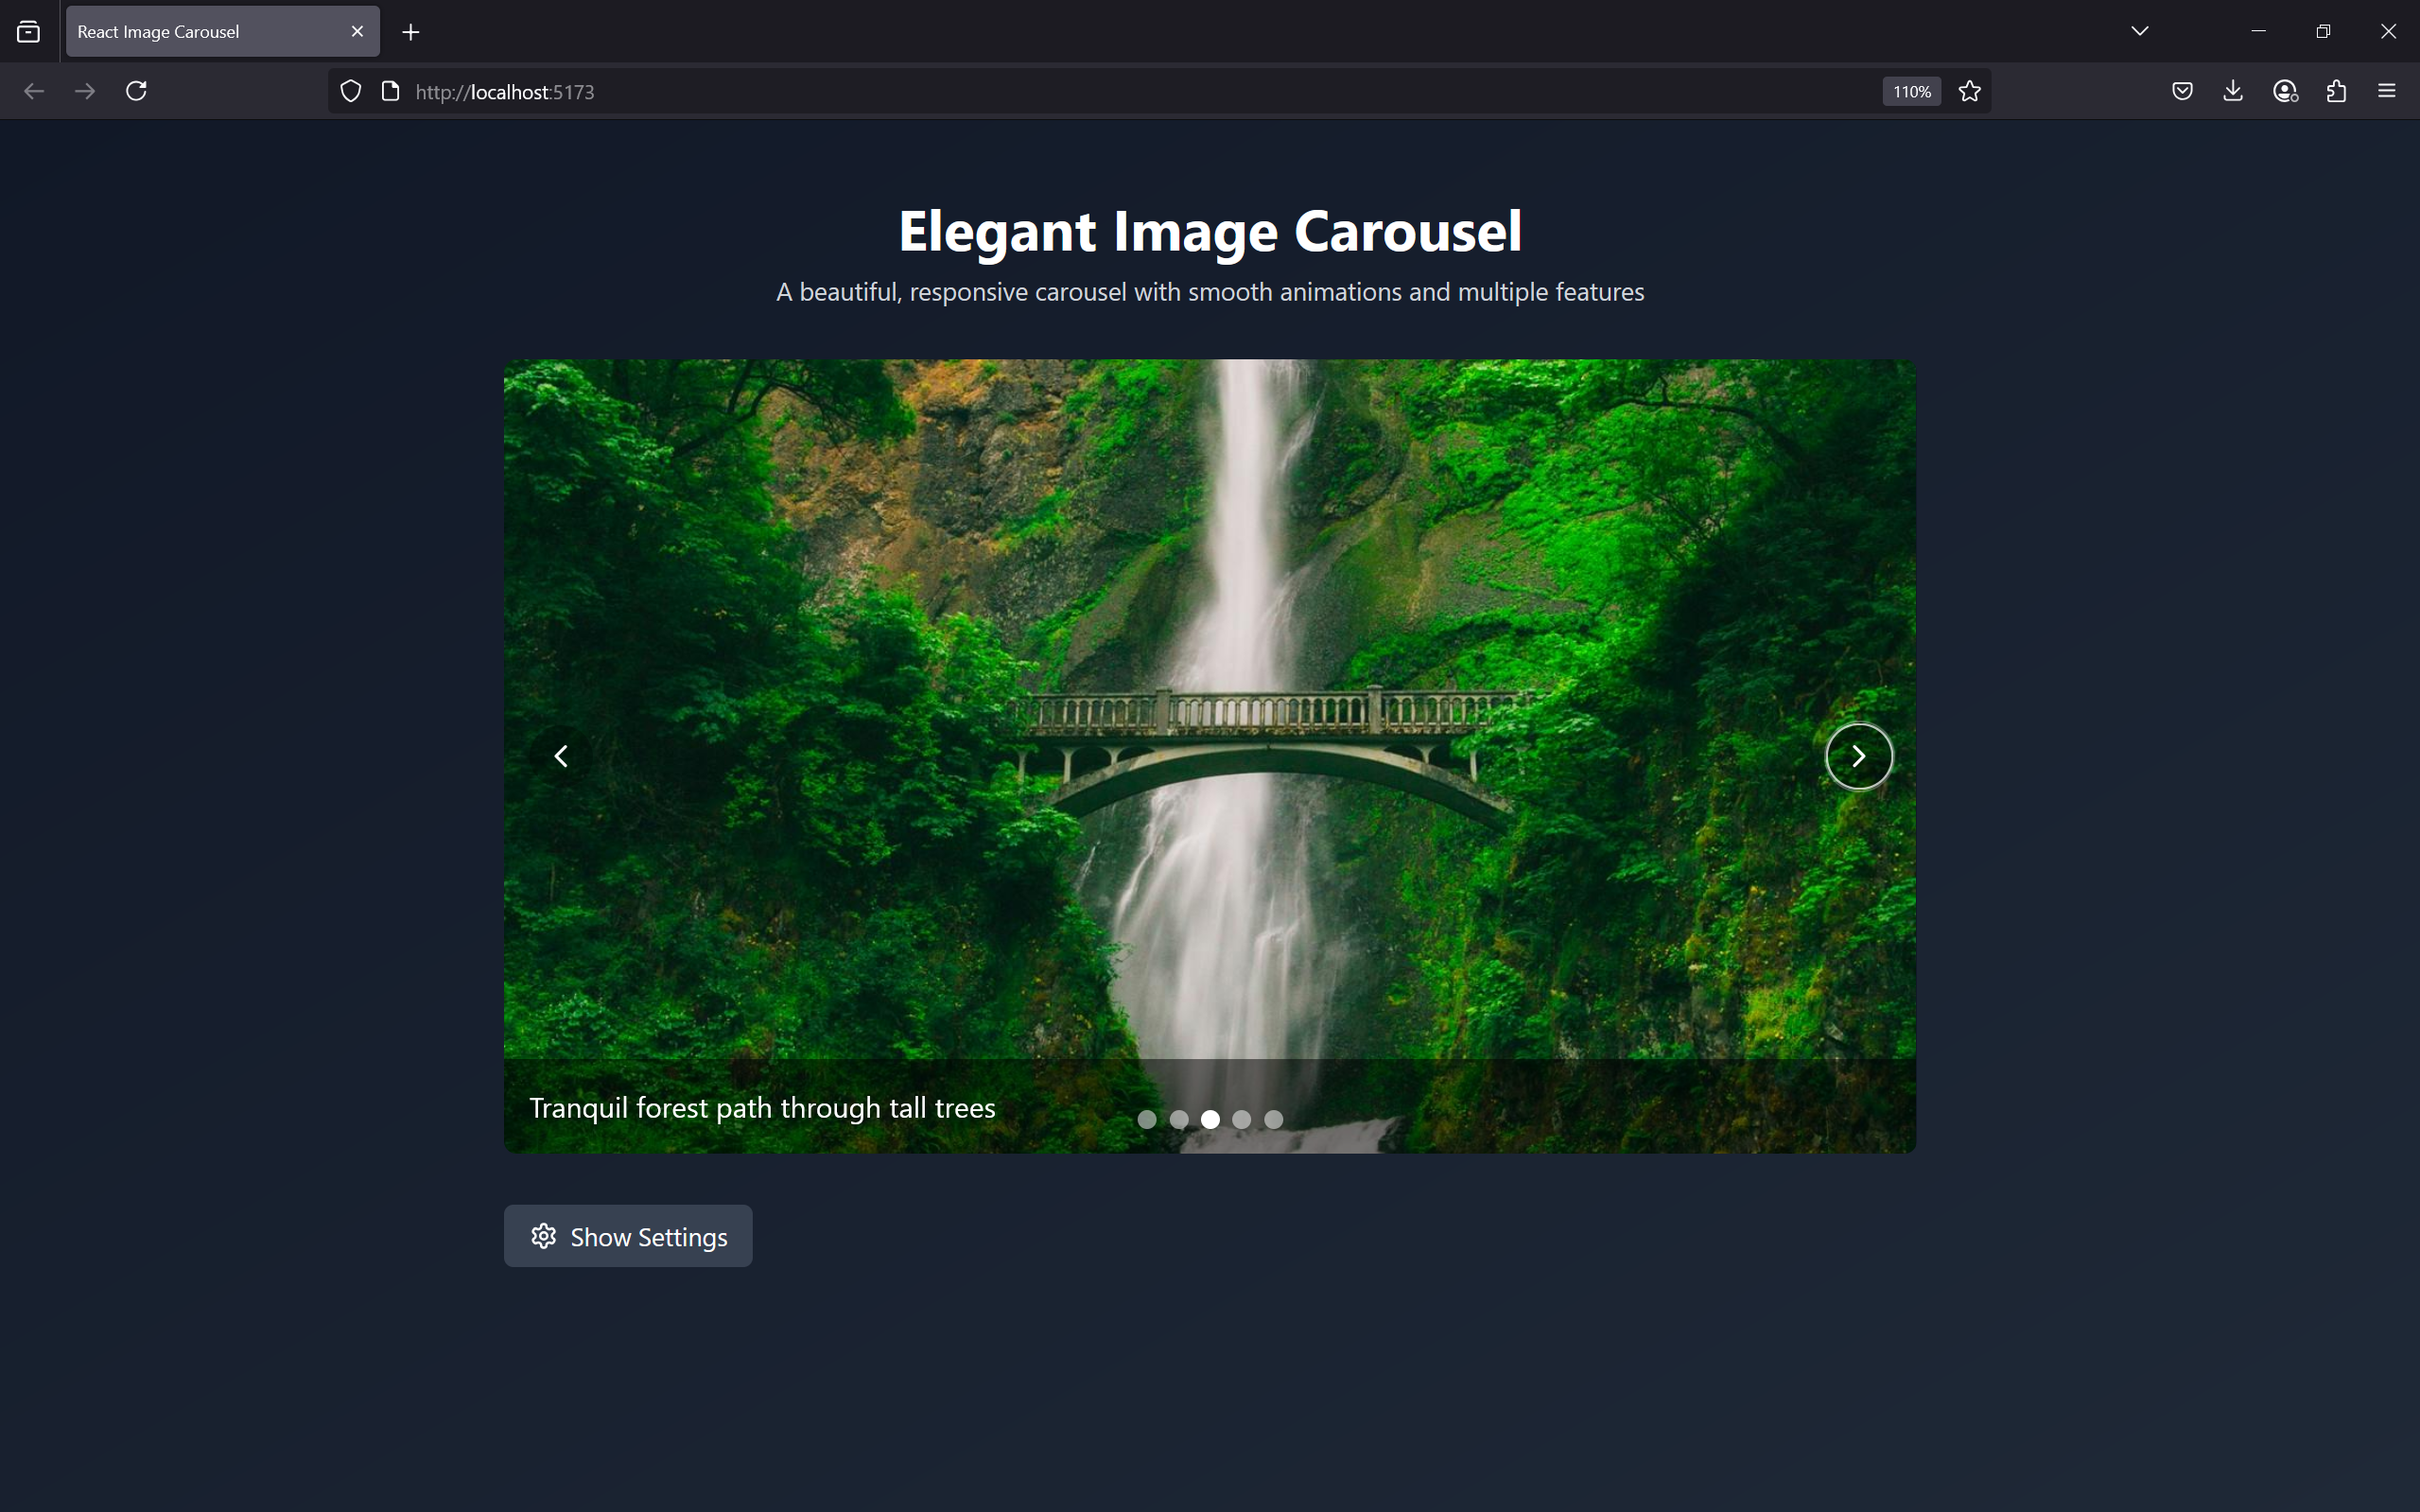 React Image Carousel
http://localhost:5173
110%
Elegant Image Carousel
A beautiful, responsive carousel with smooth animations and multiple features
Tranquil forest path through tall trees
Show Settings